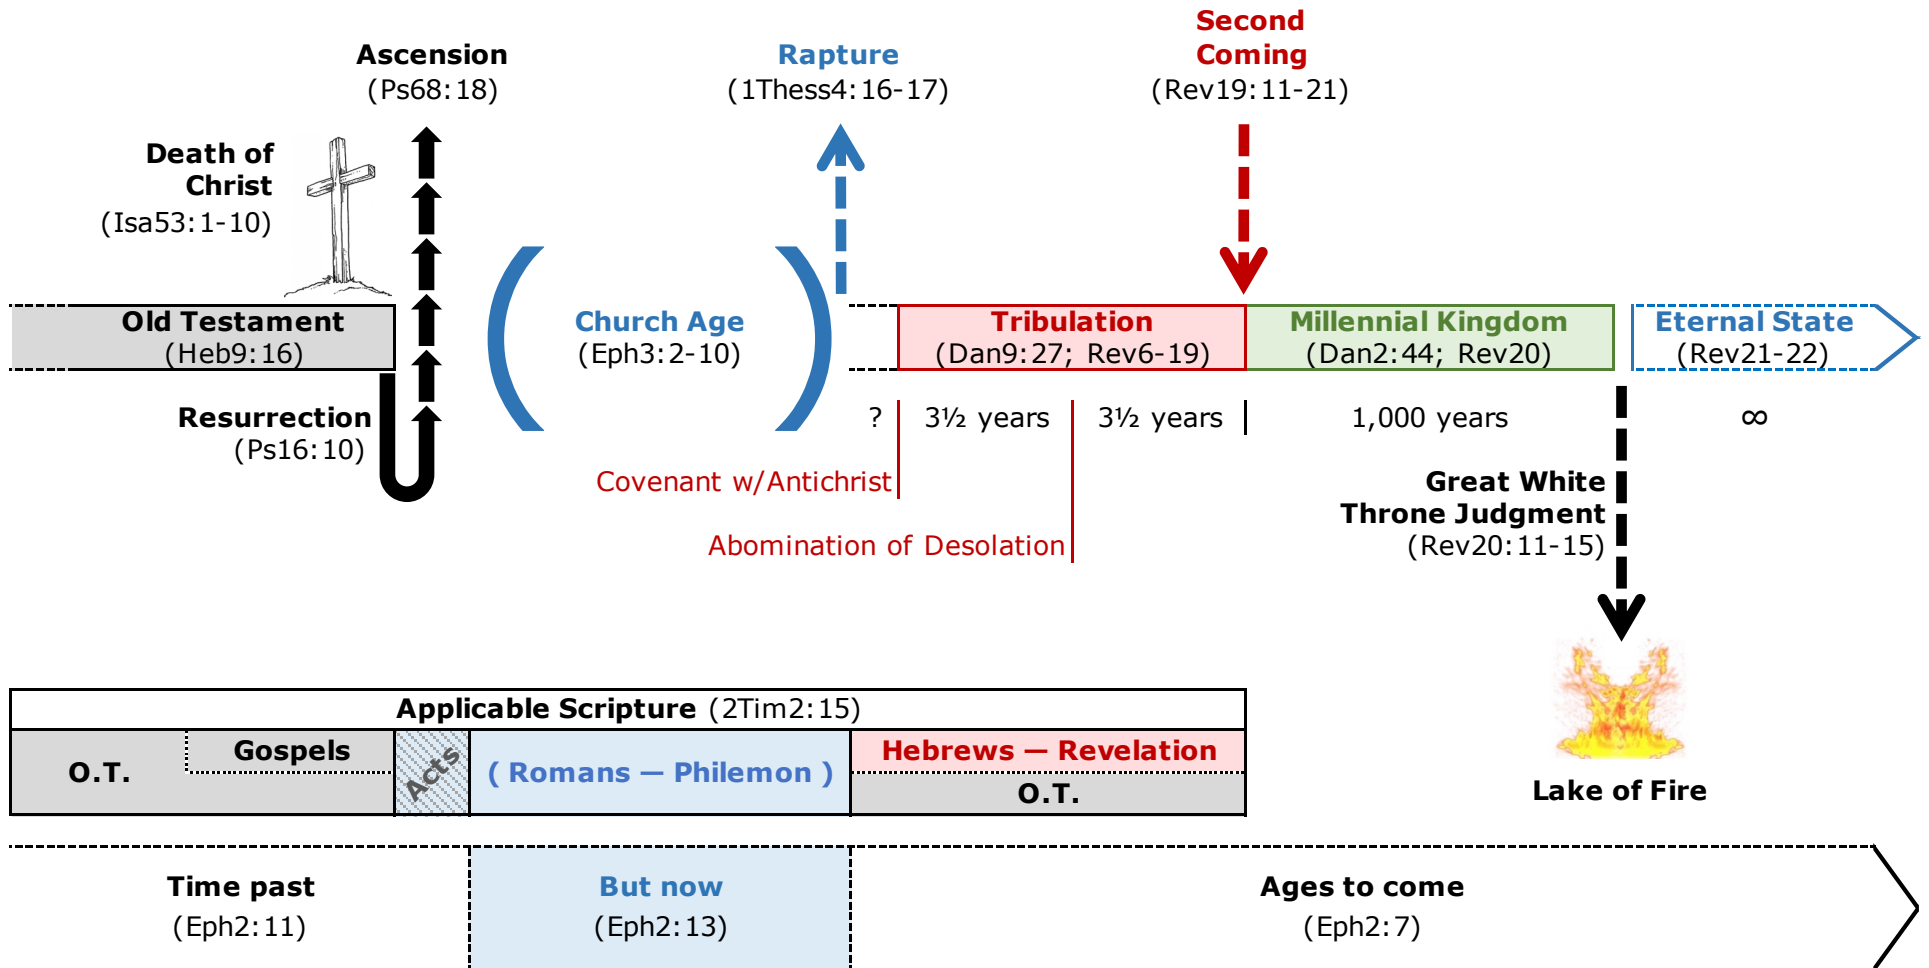 Second
Coming
(Rev19:11-21)
Ascension
(Ps68:18)
Rapture
(1Thess4:16-17)
Death of
Christ
(Isa53:1-10)
Old Testament
(Heb9:16)
Church Age
(Eph3:2-10)
Tribulation
(Dan9:27; Rev6-19)
Millennial Kingdom
(Dan2:44; Rev20)
Eternal State
(Rev21-22)
Resurrection
(Ps16:10)
?
3½ years
3½ years
1,000 years
∞
Covenant w/Antichrist
Abomination of Desolation
Great White
Throne Judgment
(Rev20:11-15)
Lake of Fire
Applicable Scripture (2Tim2:15)
O.T.
Gospels
Acts
( Romans — Philemon )
Hebrews — Revelation
O.T.
Time past
(Eph2:11)
But now
(Eph2:13)
Ages to come
(Eph2:7)